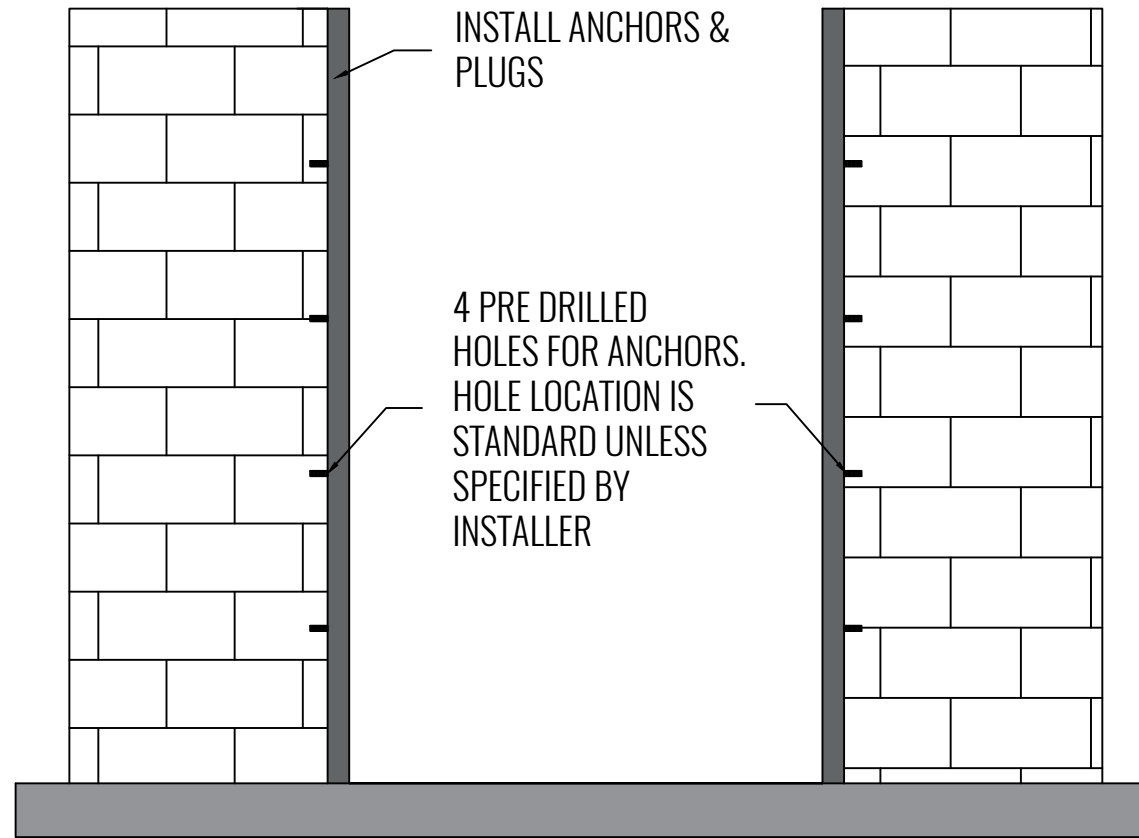 INSTALL ANCHORS &
PLUGS
4 PRE DRILLED
HOLES FOR ANCHORS.
HOLE LOCATION IS
STANDARD UNLESS
SPECIFIED BY
INSTALLER